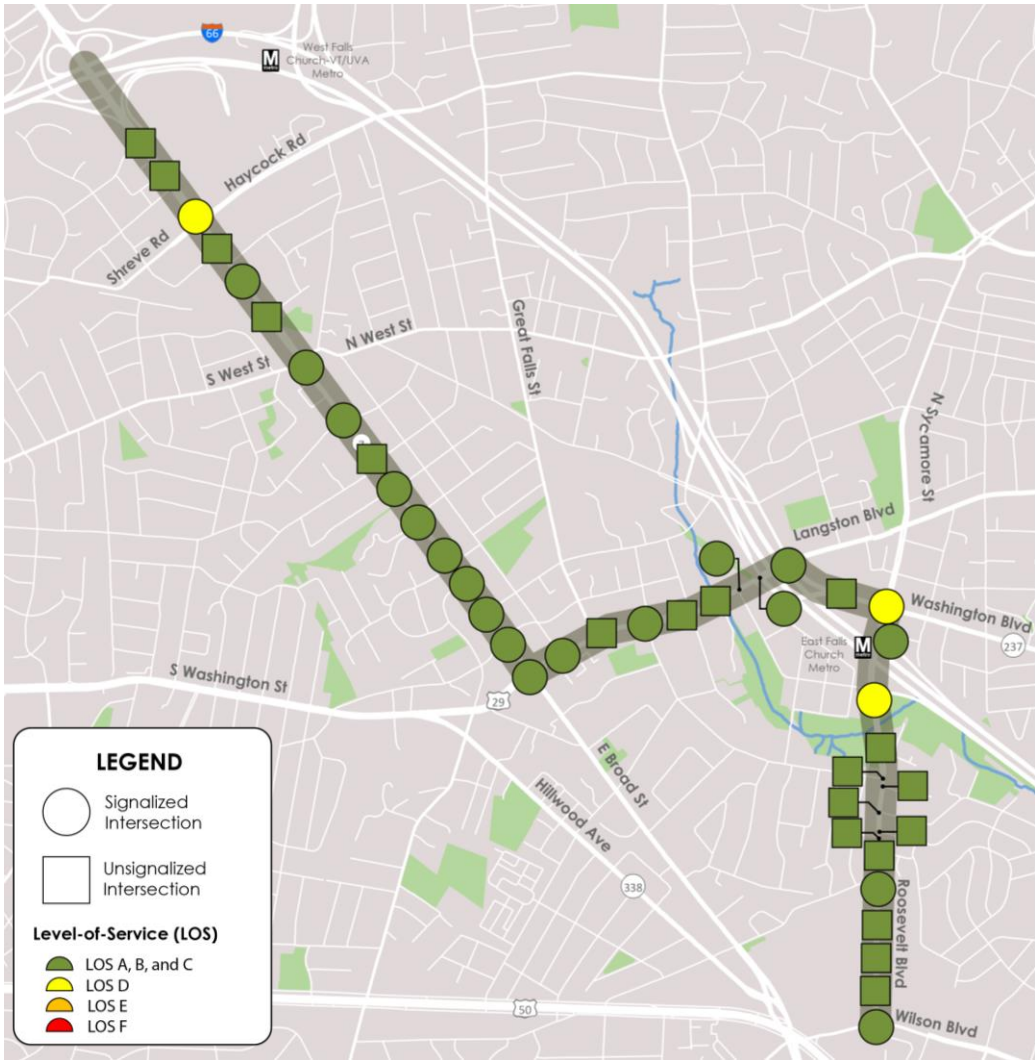 66
M
metro
West Falls
Church-VT/UVA
Metro
Haycock Rd
Shreve Rd
N West St
S West St
Great Falls St
N Sycamore St
Langston Blvd
Washington Blvd
237
East Falls
Church
Metro
M
metro
S Washington St
29
E Broad St
Hillwood Ave
338
Roosevelt Blvd
50
Wilson Blvd
LEGEND
Signalized
Intersection
Unsignalized
Intersection
Level-of-Service (LOS)
LOS A, B, and C
LOS D
LOS E
LOS F